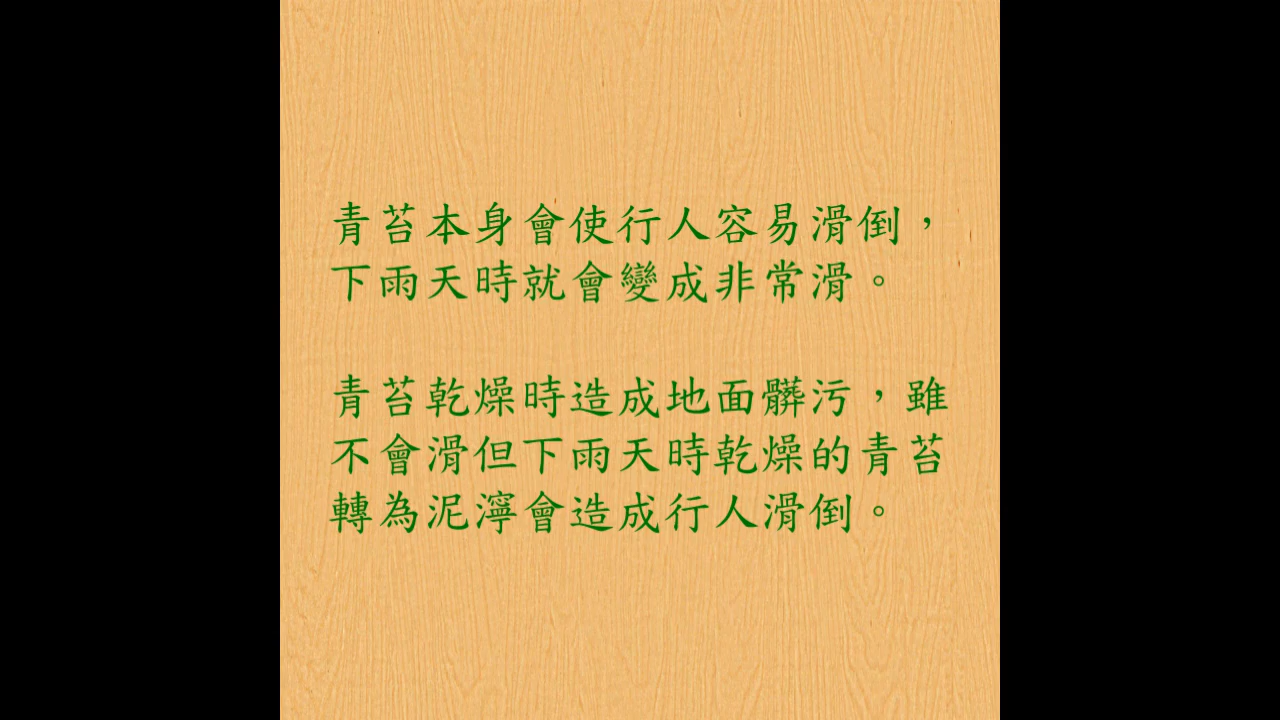 青苔本身會使行人容易滑倒，
下雨天時就會變成非常滑。
青苔乾燥時造成地面髒污，雖
不會滑但下雨天時乾燥的青苔
轉為泥濘會造成行人滑倒。